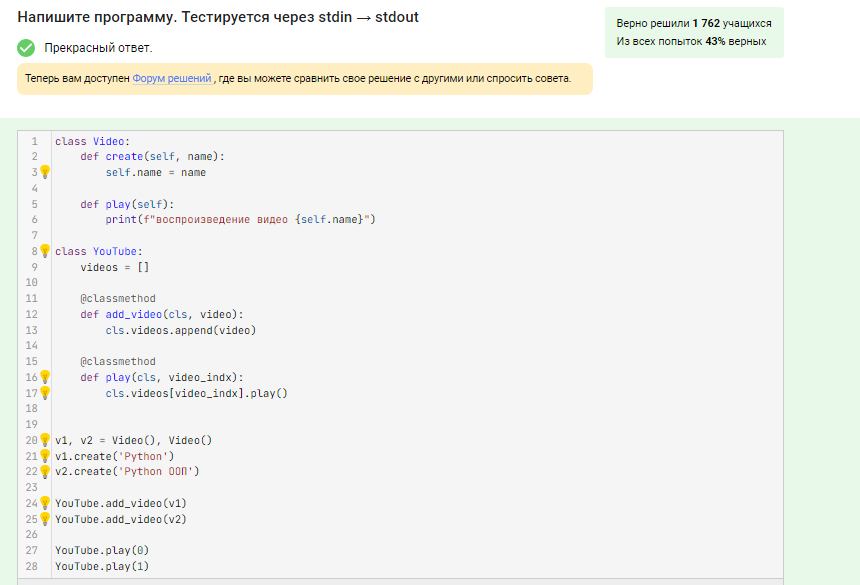 Напишите программу. Тестируется через stdin → stdout
Верно решили 1 762 учащихся
Из всех попыток 43% верных
Прекрасный ответ.
Теперь вам доступен Форум решений , где вы можете сравнить свое решение с другими или спросить совета.
1 class Video:
2     def create(self, name):
3         self.name = name
4
5     def play(self):
6         print(f"воспроизведение видео {self.name}")
7
8 class YouTube:
9     videos = []
10
11     @classmethod
12     def add_video(cls, video):
13         cls.videos.append(video)
14
15     @classmethod
16     def play(cls, video_indx):
17         cls.videos[video_indx].play()
18
19
20 v1, v2 = Video(), Video()
21 v1.create('Python')
22 v2.create('Python ООП')
23
24 YouTube.add_video(v1)
25 YouTube.add_video(v2)
26
27 YouTube.play(0)
28 YouTube.play(1)